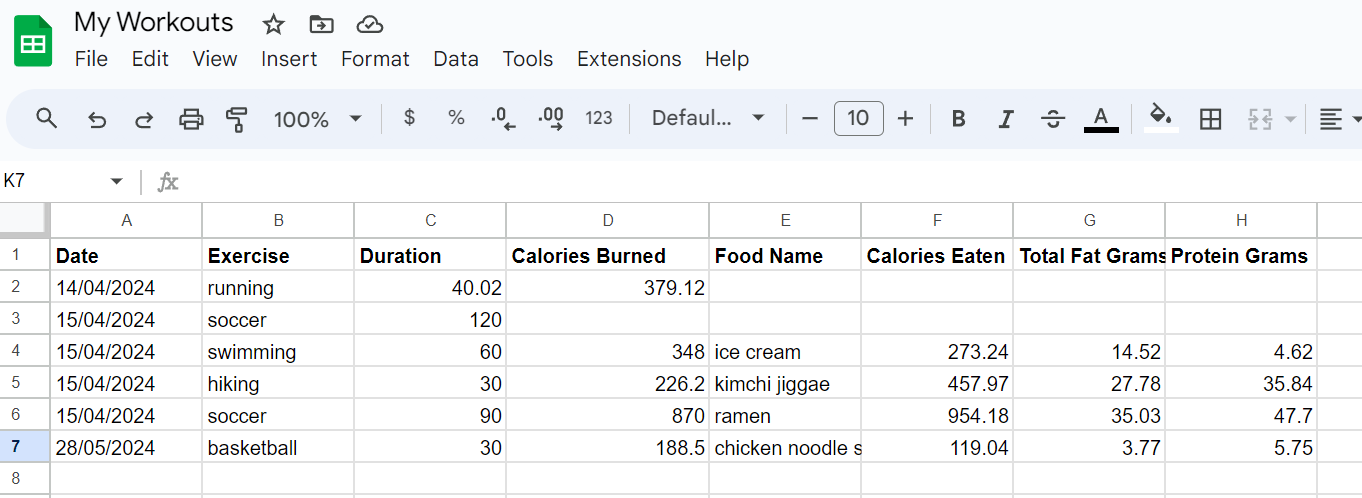 My Workouts
File Edit View Insert Format Data Tools Extensions Help
100% $ % .0 .00 123 Defaul... 10 B I A
K7 fx
A B C D E F G H
1 Date Exercise Duration Calories Burned Food Name Calories Eaten Total Fat Grams Protein Grams
2 14/04/2024 running 40.02 379.12
3 15/04/2024 soccer 120
4 15/04/2024 swimming 60 348 ice cream 273.24 14.52 4.62
5 15/04/2024 hiking 30 226.2 kimchi jiggae 457.97 27.78 35.84
6 15/04/2024 soccer 90 870 ramen 954.18 35.03 47.7
7 28/05/2024 basketball 30 188.5 chicken noodle s 119.04 3.77 5.75
8